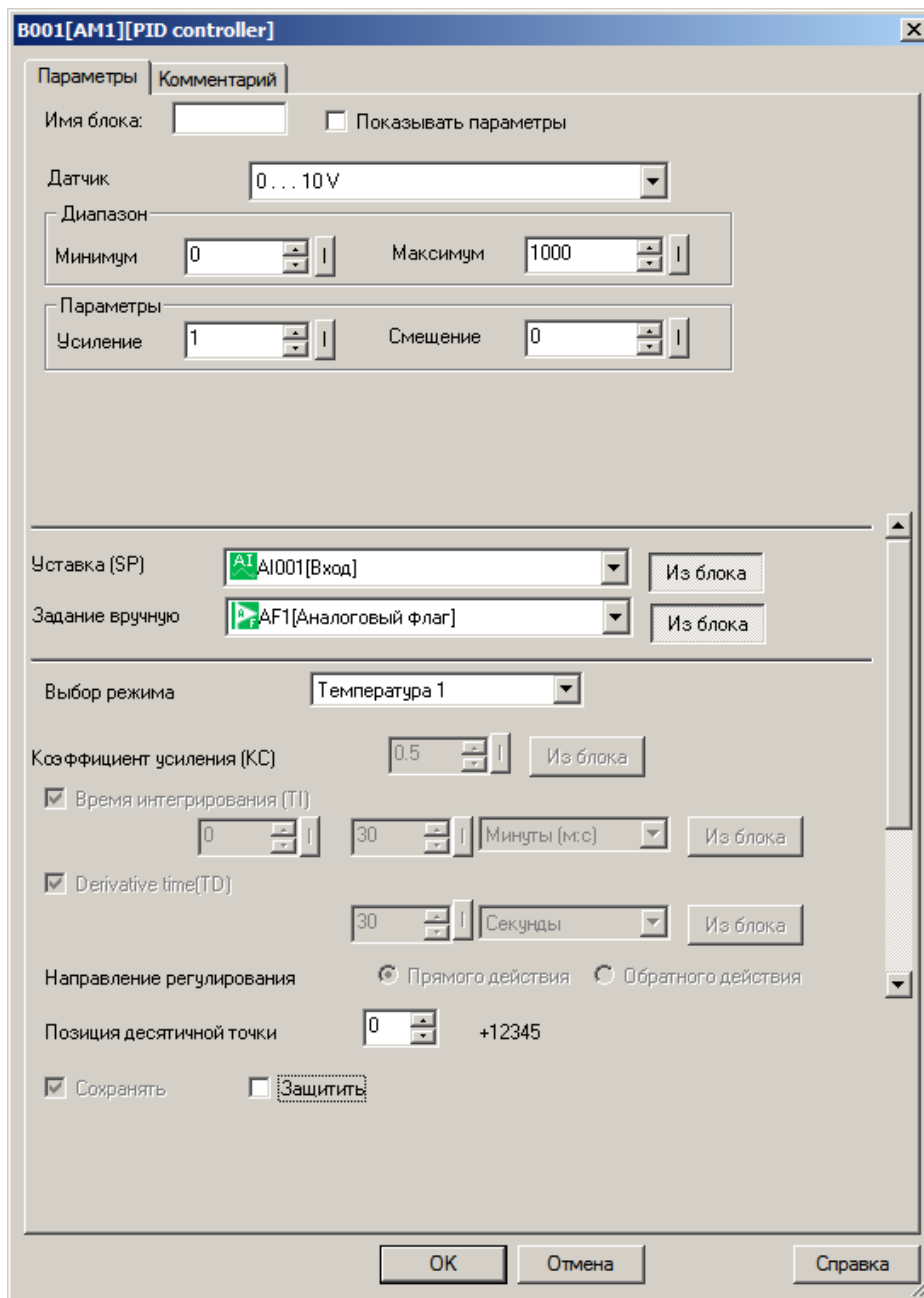 B001[AM1][PID controller]
Параметры Комментарий
Имя блока: Показывать параметры
Датчик 0 . . . 10 V
Диапазон
Минимум 0 Максимум 1000
Параметры
Усиление 1 Смещение 0
Уставка (SP) AI AI001[Вход] Из блока
Задание вручную AF AF1[Аналоговый флаг] Из блока
Выбор режима Температура 1
Коэффициент усиления (KC) 0.5 Из блока
Время интегрирования (TI)
0 30 Минуты (м:с) Из блока
Derivative time(TD)
30 Секунды Из блока
Направление регулирования Прямого действия Обратного действия
Позиция десятичной точки 0 +12345
Сохранять Защитить
OK Отмена Справка